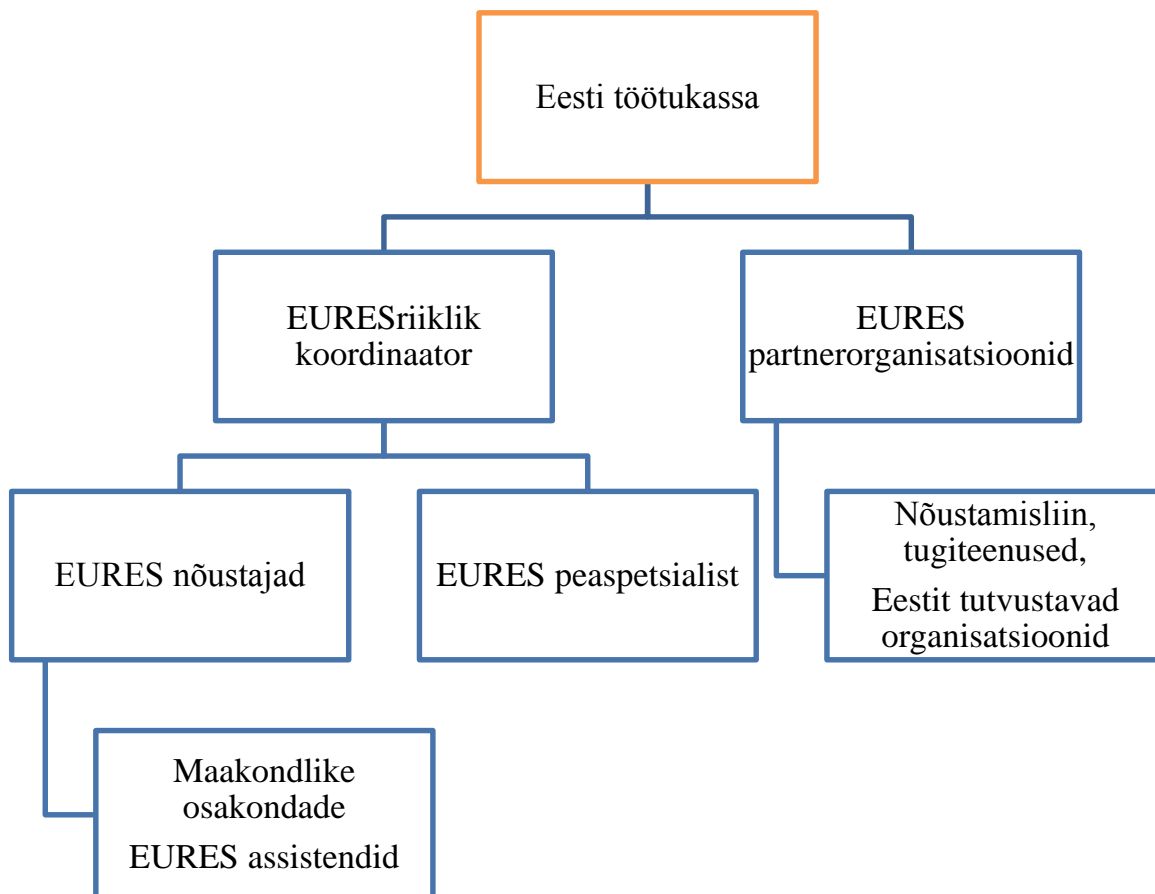 Eesti töötukassa
EURESriiklik
koordinaator
EURES
partnerorganisatsioonid
EURES nõustajad
EURES peaspetsialist
Nõustamisliin,
tugiteenused,
Eestit tutvustavad
organisatsioonid
Maakondlike
osakondade
EURES assistendid